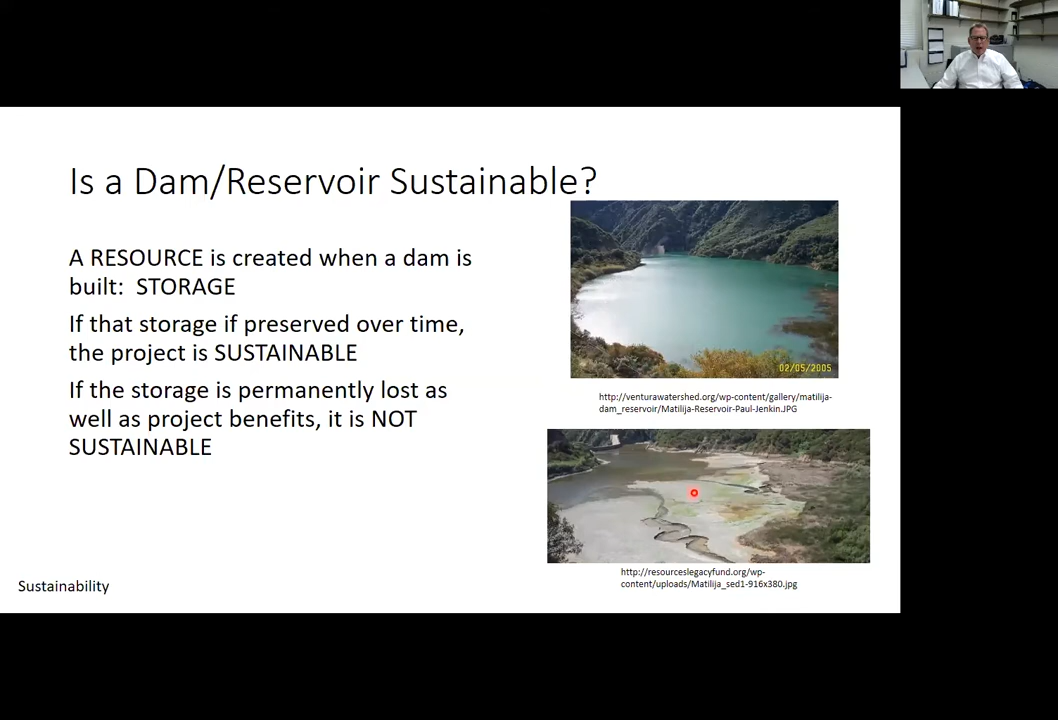 Is a Dam/Reservoir Sustainable?
A RESOURCE is created when a dam is
built:  STORAGE
If that storage if preserved over time,
the project is SUSTAINABLE
If the storage is permanently lost as
well as project benefits, it is NOT
SUSTAINABLE
02/05/2005
http://venturawatershed.org/wp-content/gallery/matilija-
dam_reservoir/Matilija-Reservoir-Paul-Jenkin.JPG
http://resourceslegacyfund.org/wp-
content/uploads/Matilija_sed1-916x380.jpg
Sustainability